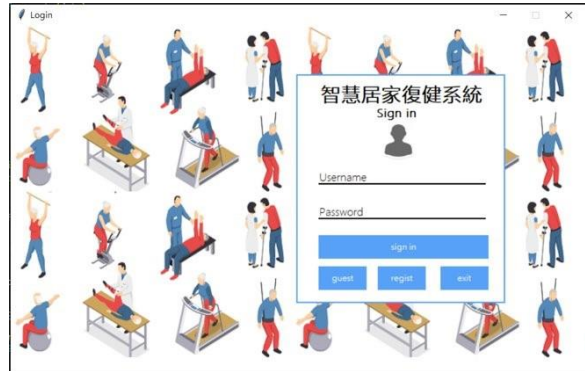 Login
智慧居家復健系統
Sign in
Username
Password
sign in
guest regist exit